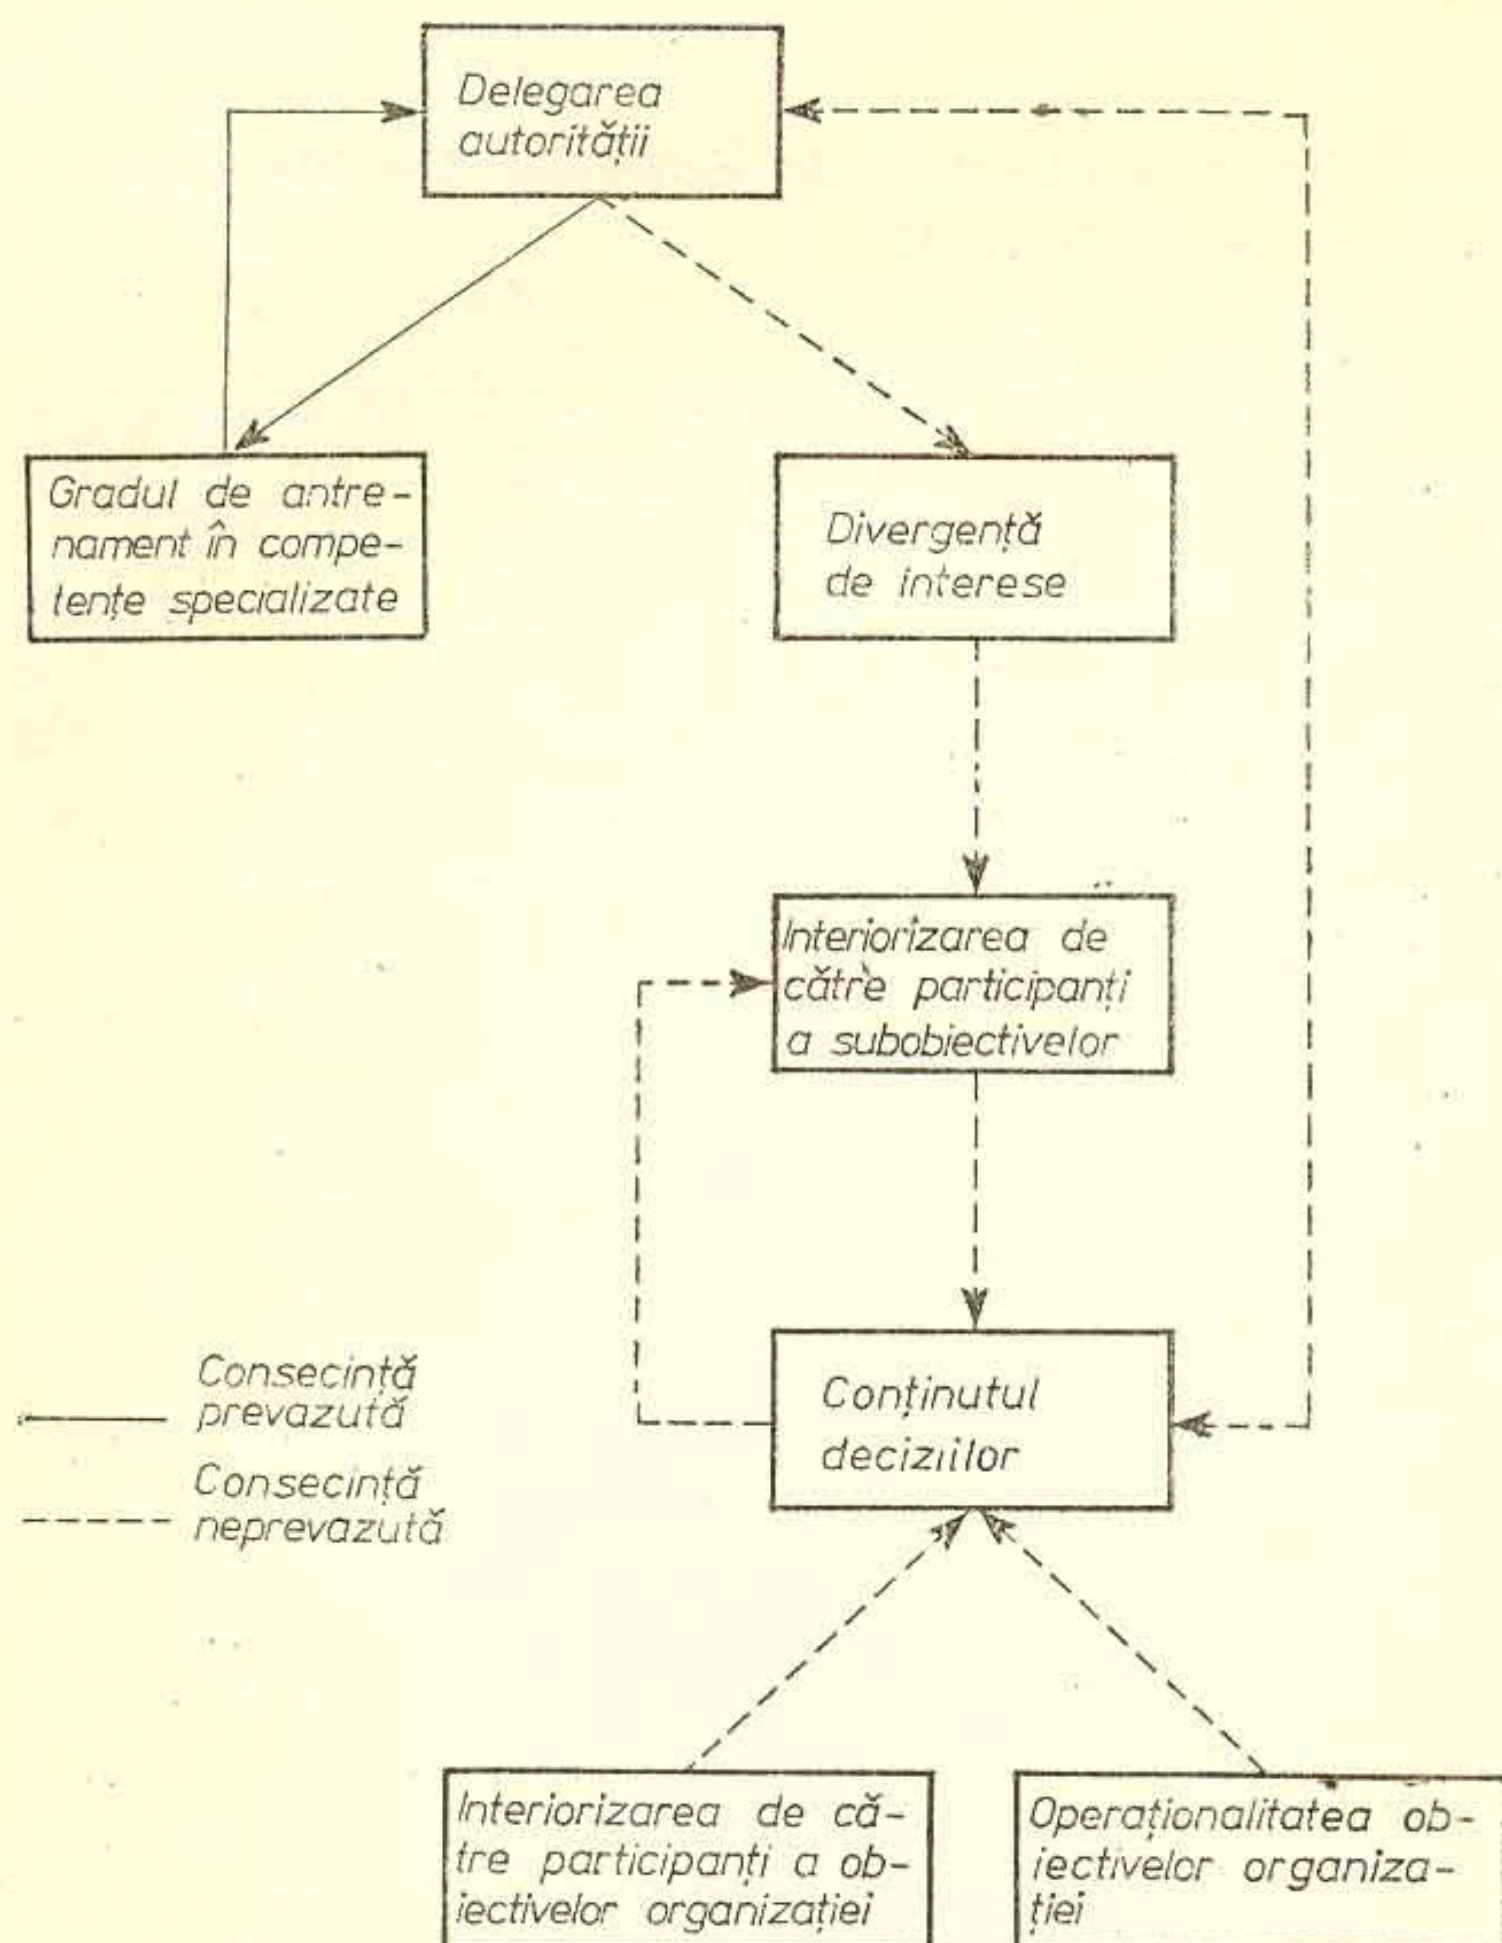 Delegarea
autorității
Gradul de antre-
nament în compe-
tențe specializate
Divergență
de interese
Interiorizarea de
către participanți
a subobiectivelor
Conținutul
deciziilor
Consecință
prevazută
Consecință
neprevazută
Interiorizarea de că-
tre participanți a ob-
iectivelor organizației
Operaționalitatea ob-
iectivelor organiza-
ției